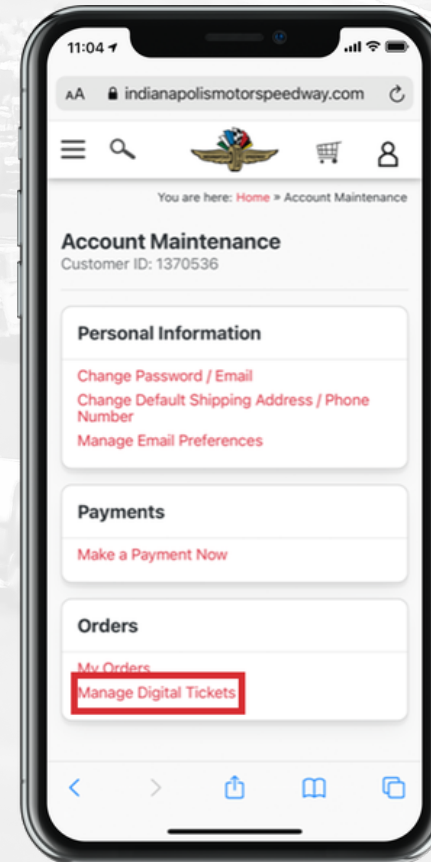 11:04
AA indianapolismotorspeedway.com
You are here: Home » Account Maintenance
Account Maintenance
Customer ID: 1370536
Personal Information
Change Password / Email
Change Default Shipping Address / Phone
Number
Manage Email Preferences
Payments
Make a Payment Now
Orders
My Orders
Manage Digital Tickets